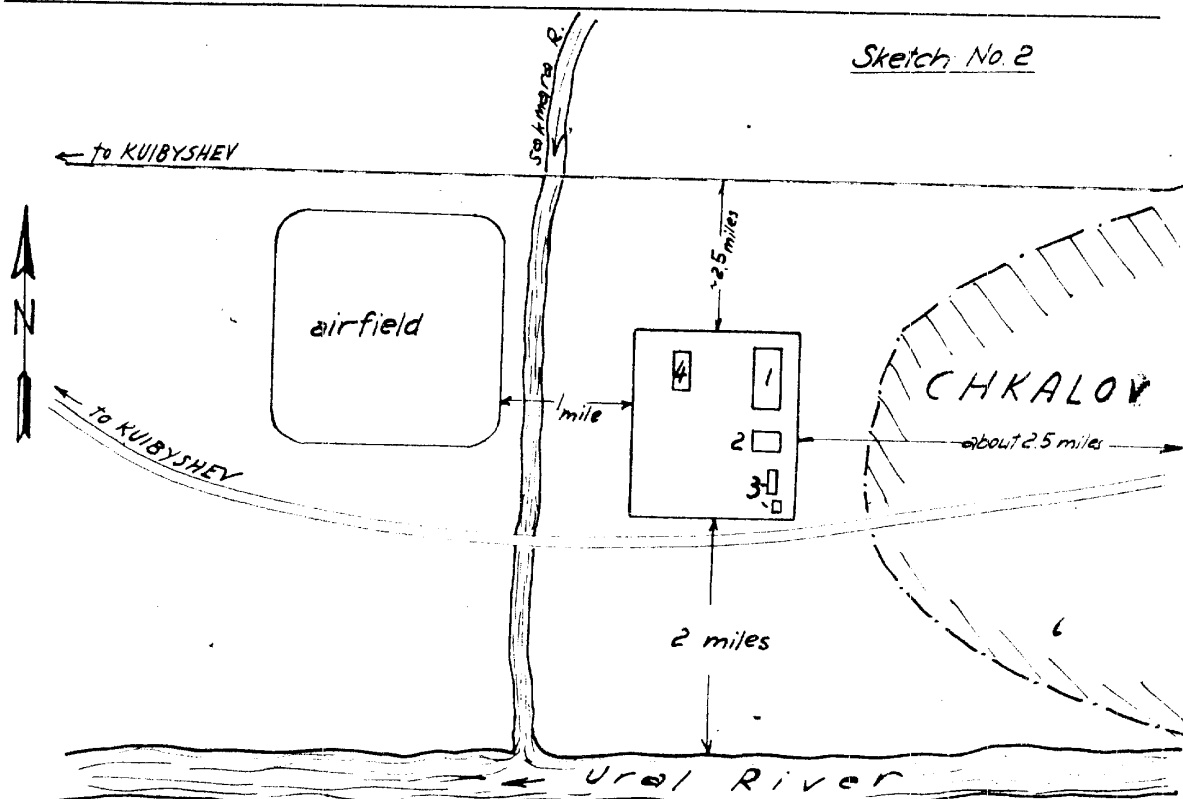 Sketch No. 2
Sakmara R.
to KUIBYSHEV
~2.5 miles
N
airfield
4
1
CHKALOV
1 mile
to KUIBYSHEV
2
about 2.5 miles
3
2 miles
Ural River